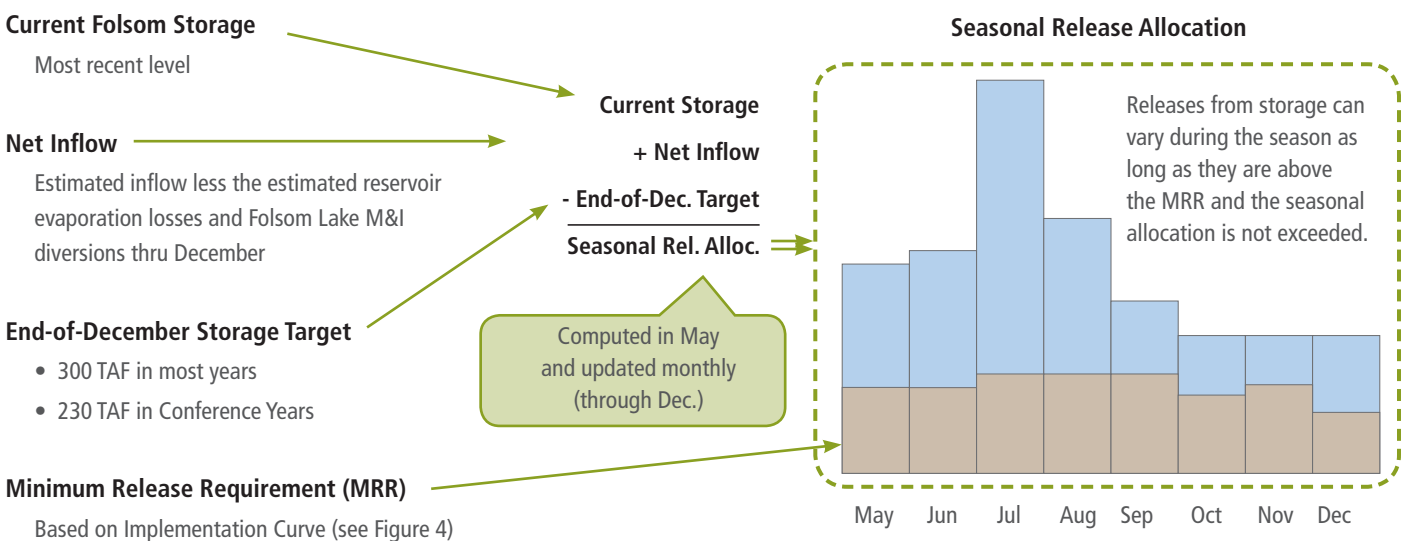 Current Folsom Storage
Most recent level
Net Inflow
Estimated inflow less the estimated reservoir
evaporation losses and Folsom Lake M&I
diversions thru December
End-of-December Storage Target
• 300 TAF in most years
• 230 TAF in Conference Years
Minimum Release Requirement (MRR)
Based on Implementation Curve (see Figure 4)
Current Storage
+ Net Inflow
- End-of-Dec. Target
Seasonal Rel. Alloc.
Computed in May
and updated monthly
(through Dec.)
Seasonal Release Allocation
Releases from storage can
vary during the season as
long as they are above
the MRR and the seasonal
allocation is not exceeded.
May Jun Jul Aug Sep Oct Nov Dec